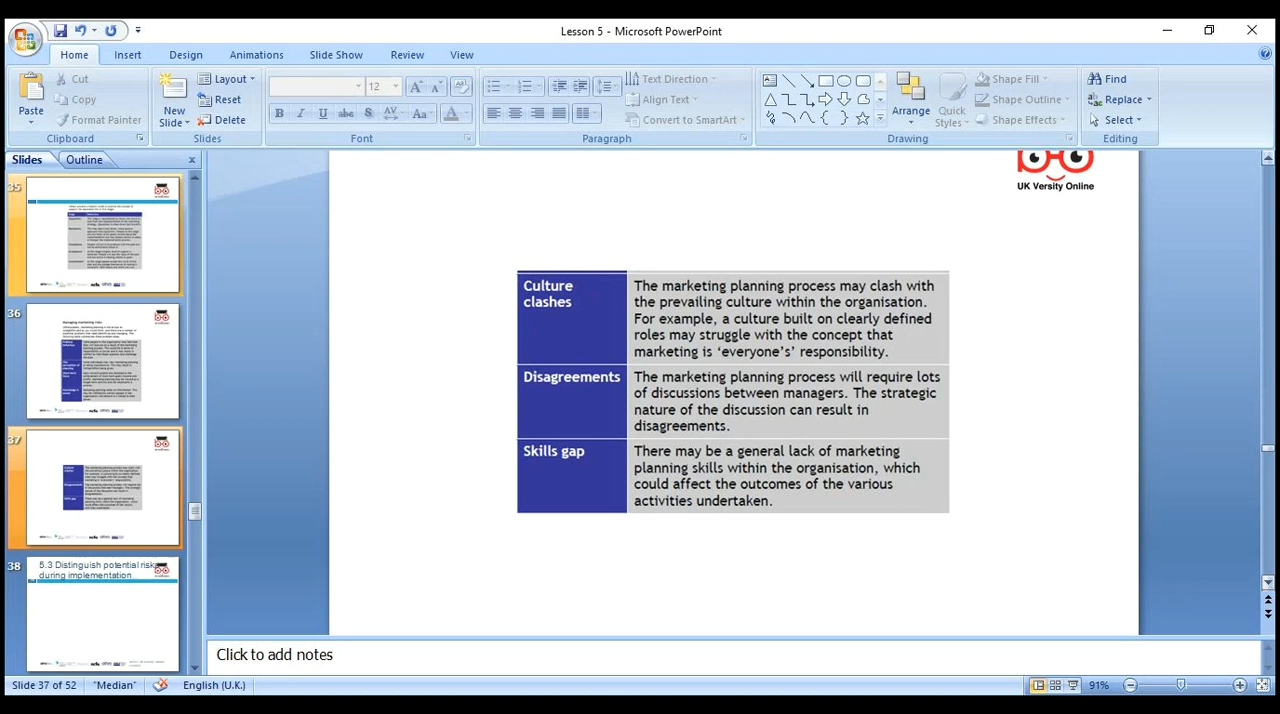 Lesson 5 - Microsoft PowerPoint
Home Insert Design Animations Slide Show Review View
Paste
Cut
Copy
Format Painter
Clipboard
New Slide
Layout
Reset
Delete
Slides
12
B I U abc S AV Aa A
Font
Text Direction
Align Text
Convert to SmartArt
Paragraph
Arrange
Quick Styles
Shape Fill
Shape Outline
Shape Effects
Drawing
Find
Replace
Select
Editing
Slides Outline
35
36
Managing marketing risks
37
38
5.3 Distinguish potential risks
during implementation
UK Versity Online
Culture
clashes
The marketing planning process may clash with
the prevailing culture within the organisation.
For example, a culture built on clearly defined
roles may struggle with the concept that
marketing is ‘everyone’s’ responsibility.
Disagreements
The marketing planning process will require lots
of discussions between managers. The strategic
nature of the discussion can result in
disagreements.
Skills gap
There may be a general lack of marketing
planning skills within the organisation, which
could affect the outcomes of the various
activities undertaken.
Click to add notes
Slide 37 of 52 "Median" English (U.K.) 91%